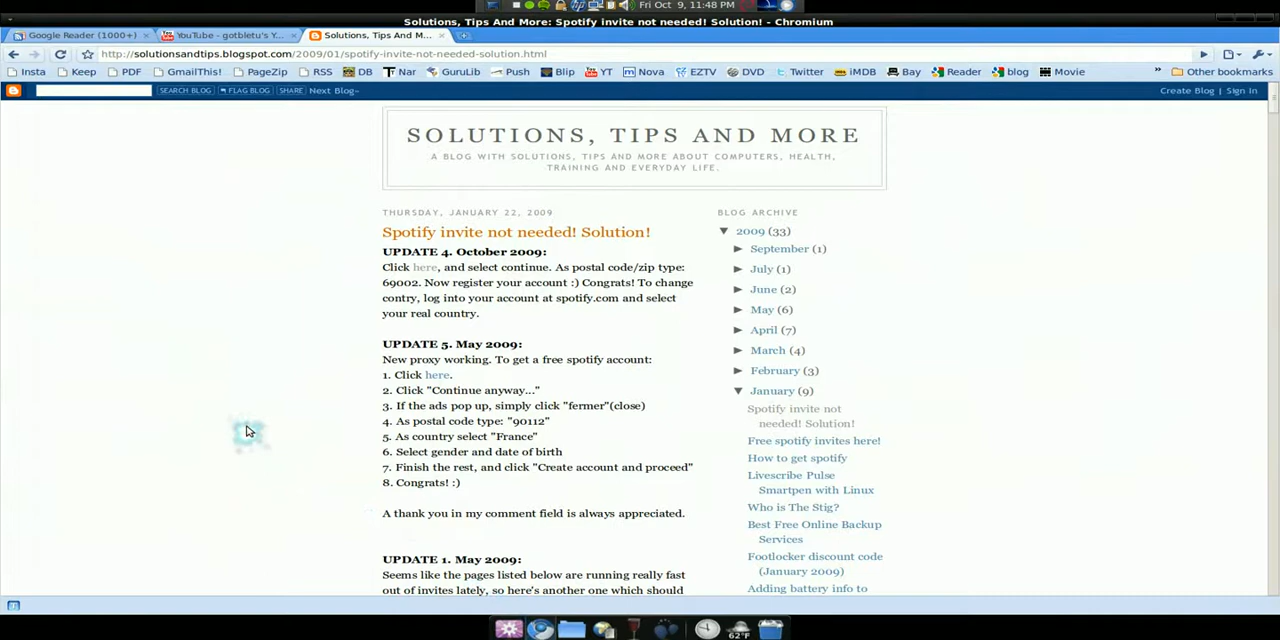 Fri Oct 9, 11:48 PM
Solutions, Tips And More: Spotify invite not needed! Solution! - Chromium
Google Reader (1000+)
YouTube - gotbletu's Y...
Solutions, Tips And M...
http://solutionsandtips.blogspot.com/2009/01/spotify-invite-not-needed-solution.html
Insta Keep PDF GmailThis! PageZip RSS DB Nar GuruLib Push Blip YT Nova EZTV DVD Twitter iMDB Bay Reader blog Movie » Other bookmarks
SEARCH BLOG FLAG BLOG SHARE Next Blog» Create Blog | Sign In
SOLUTIONS, TIPS AND MORE
A BLOG WITH SOLUTIONS, TIPS AND MORE ABOUT COMPUTERS, HEALTH,
TRAINING AND EVERYDAY LIFE.
THURSDAY, JANUARY 22, 2009
Spotify invite not needed! Solution!
UPDATE 4. October 2009:
Click here, and select continue. As postal code/zip type:
69002. Now register your account :) Congrats! To change
contry, log into your account at spotify.com and select
your real country.
UPDATE 5. May 2009:
New proxy working. To get a free spotify account:
1. Click here.
2. Click "Continue anyway..."
3. If the ads pop up, simply click "fermer"(close)
4. As postal code type: "90112"
5. As country select "France"
6. Select gender and date of birth
7. Finish the rest, and click "Create account and proceed"
8. Congrats! :)
A thank you in my comment field is always appreciated.
UPDATE 1. May 2009:
Seems like the pages listed below are running really fast
out of invites lately, so here's another one which should
BLOG ARCHIVE
▼ 2009 (33)
► September (1)
► July (1)
► June (2)
► May (6)
► April (7)
► March (4)
► February (3)
▼ January (9)
Spotify invite not
needed! Solution!
Free spotify invites here!
How to get spotify
Livescribe Pulse
Smartpen with Linux
Who is The Stig?
Best Free Online Backup
Services
Footlocker discount code
(January 2009)
Adding battery info to
62°F